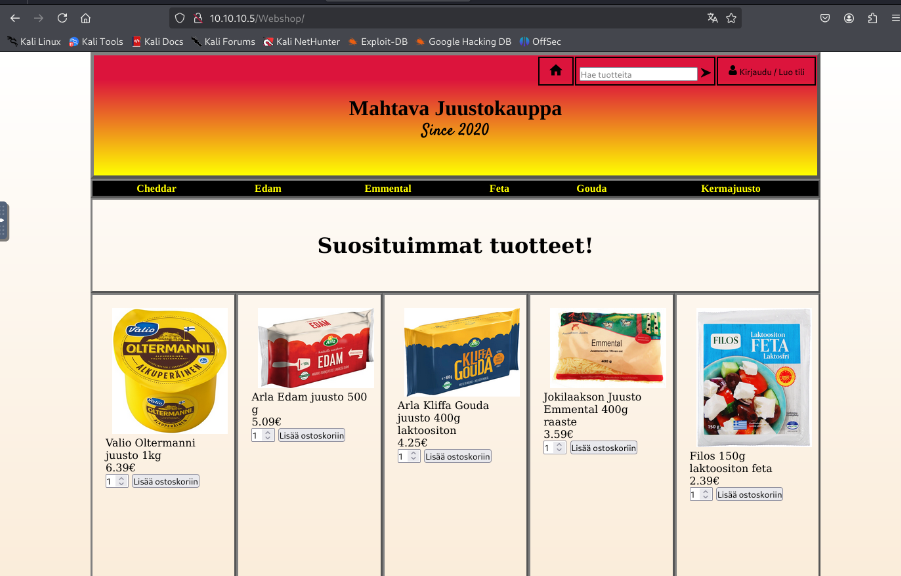 10.10.10.5/Webshop/
Kali Linux Kali Tools Kali Docs Kali Forums Kali NetHunter Exploit-DB Google Hacking DB OffSec
Hae tuotteita
Kirjaudu / Luo tili
Mahtava Juustokauppa
Since 2020
Cheddar Edam Emmental Feta Gouda Kermajuusto
Suosituimmat tuotteet!
Valio
OLTERMANNI
ALKUPERÄINEN
OLTERMANNI
Valio Oltermanni
juusto 1kg
6.39€
1 Lisää ostoskoriin
EDAM
Arla
EDAM
Arla Edam juusto 500
g
5.09€
1 Lisää ostoskoriin
Arla
KLIFFA
GOUDA
Arla Kliffa Gouda
juusto 400g
laktoositon
4.25€
1 Lisää ostoskoriin
Emmental
Jokilaakson Juusto
Emmental 400g
raaste
3.59€
1 Lisää ostoskoriin
FILOS
Laktoositon
FETA
Laktosfri
150 g
Filos 150g
laktoositon feta
2.39€
1 Lisää ostoskoriin